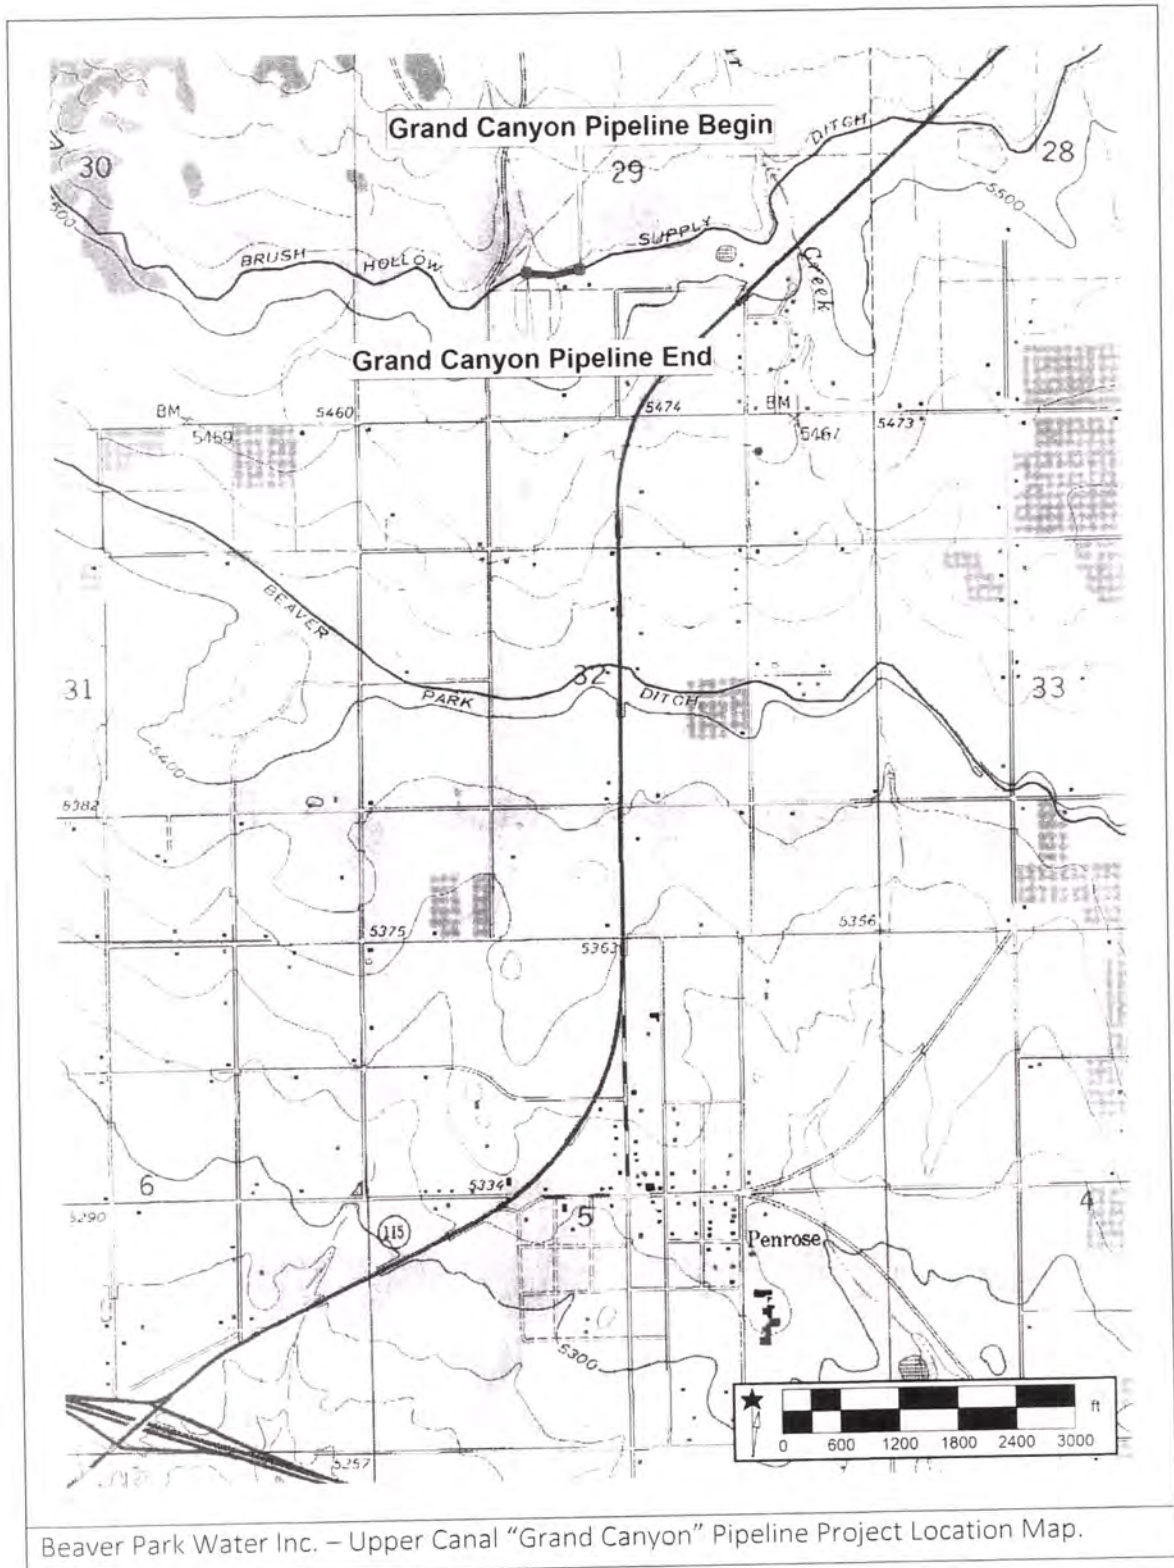 Grand Canyon Pipeline Begin
DITCH
30
29
28
5500
5500
BRUSH
HOLLOW
SUPPLY
Creek
Grand Canyon Pipeline End
BM
5469
5460
5474
BM
5467
5473
BEAVER
31
32
33
PARK
DITCH
5400
5382
5375
5363
5356
6
5334
5
4
5290
115
Penrose
5300
5257
ft
0 600 1200 1800 2400 3000
Beaver Park Water Inc. – Upper Canal "Grand Canyon" Pipeline Project Location Map.